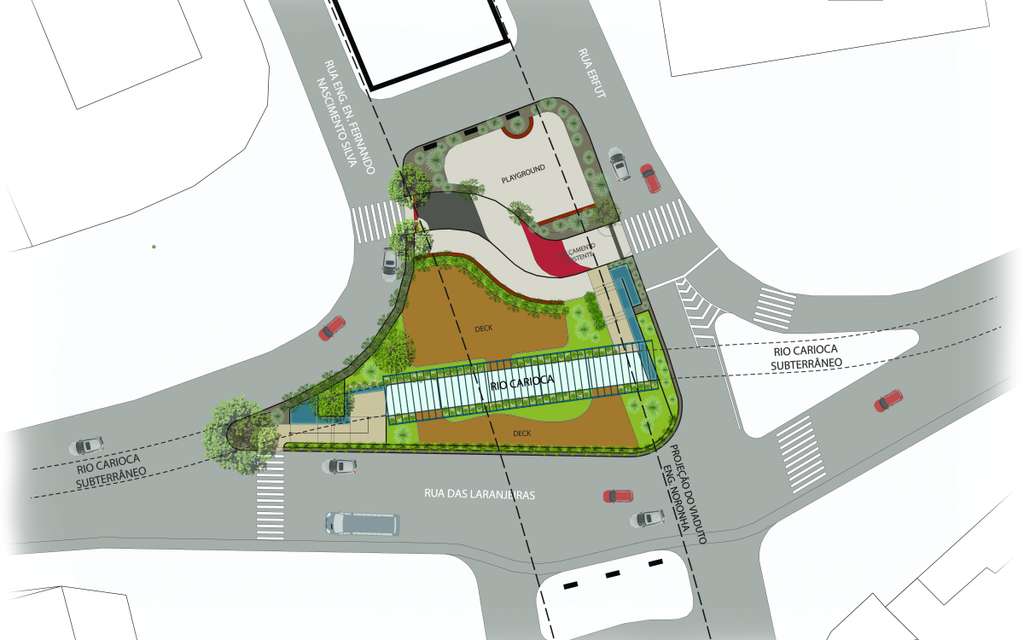 RUA ENG. EN. FERNANDO
NASCIMENTO SILVA
RUA ERFUT
PLAYGROUND
DECK
RIO CARIOCA
DECK
RIO CARIOCA
SUBTERRÂNEO
RIO CARIOCA
SUBTERRÂNEO
RUA DAS LARANJEIRAS
PROJEÇÃO DO VIADUTO
ENG. NORONHA